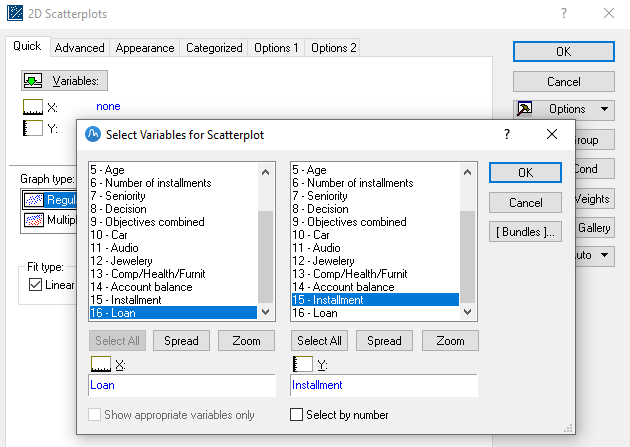 2D Scatterplots ?
Quick Advanced Appearance Categorized Options 1 Options 2
OK
Variables:
Cancel
X: none
Options
Y:
Select Variables for Scatterplot ?
roup
5 - Age 5 - Age
OK
Cond
Graph type:
6 - Number of installments 6 - Number of installments
7 - Seniority 7 - Seniority
Regul
Cancel
eights
8 - Decision 8 - Decision
Multipl
9 - Objectives combined 9 - Objectives combined
[ Bundles ]...
Gallery
10 - Car 10 - Car
11 - Audio 11 - Audio
uto
12 - Jewelery 12 - Jewelery
Fit type:
13 - Comp/Health/Furnit 13 - Comp/Health/Furnit
Linear
14 - Account balance 14 - Account balance
15 - Installment 15 - Installment
16 - Loan 16 - Loan
Select All Spread Zoom Select All Spread Zoom
X: Y:
Loan Installment
Show appropriate variables only Select by number